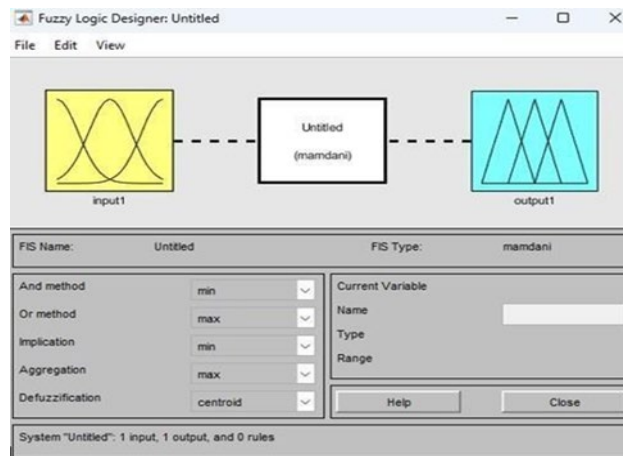 Fuzzy Logic Designer: Untitled
File Edit View
Untitled
(mamdani)
input1
output1
FIS Name: Untitled FIS Type: mamdani
And method min
Or method max
Implication min
Aggregation max
Defuzzification centroid
Current Variable
Name
Type
Range
Help Close
System "Untitled": 1 input, 1 output, and 0 rules